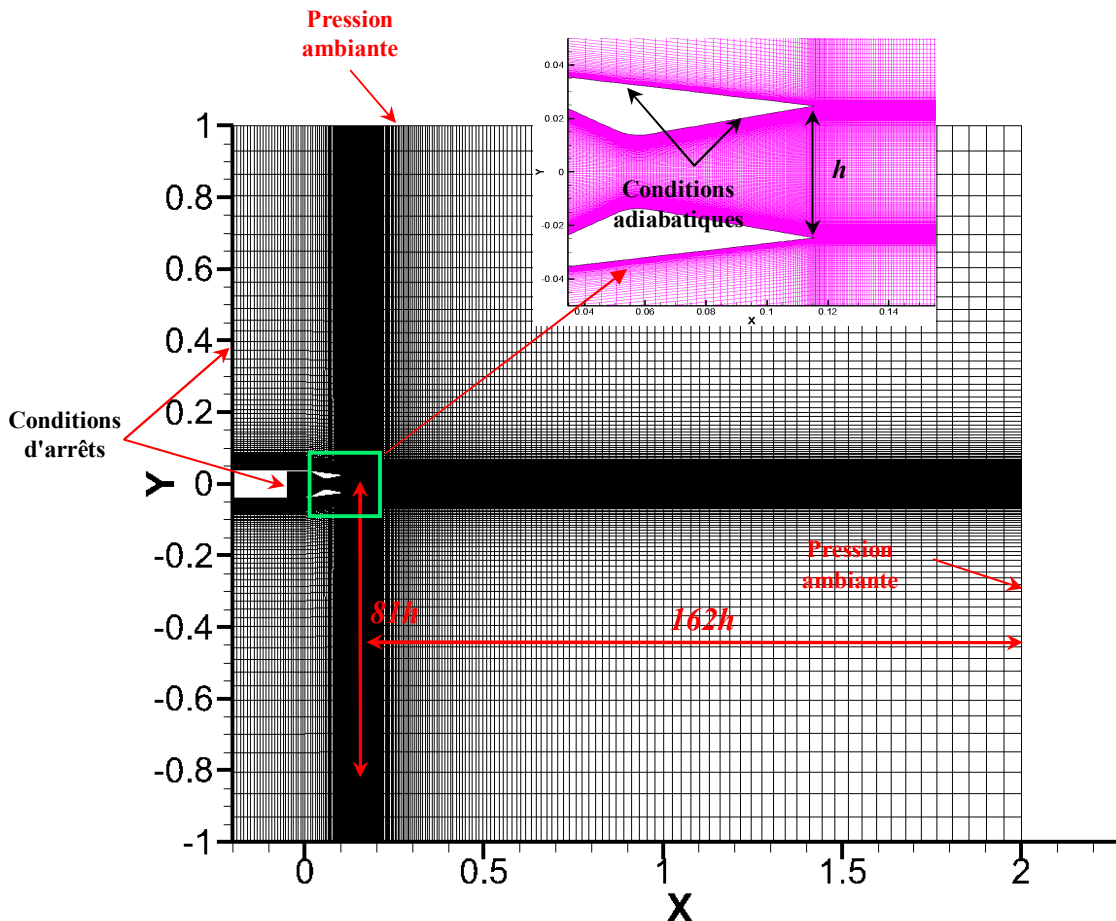 Pression
ambiante
0.04
0.02
0
-0.02
-0.04
Y
0.04
0.06
0.08
0.1
0.12
0.14
X
Conditions
adiabatiques
h
1
0.8
0.6
0.4
0.2
0
-0.2
-0.4
-0.6
-0.8
-1
Y
Conditions
d'arrêts
Pression
ambiante
81h
162h
0
0.5
1
1.5
2
X